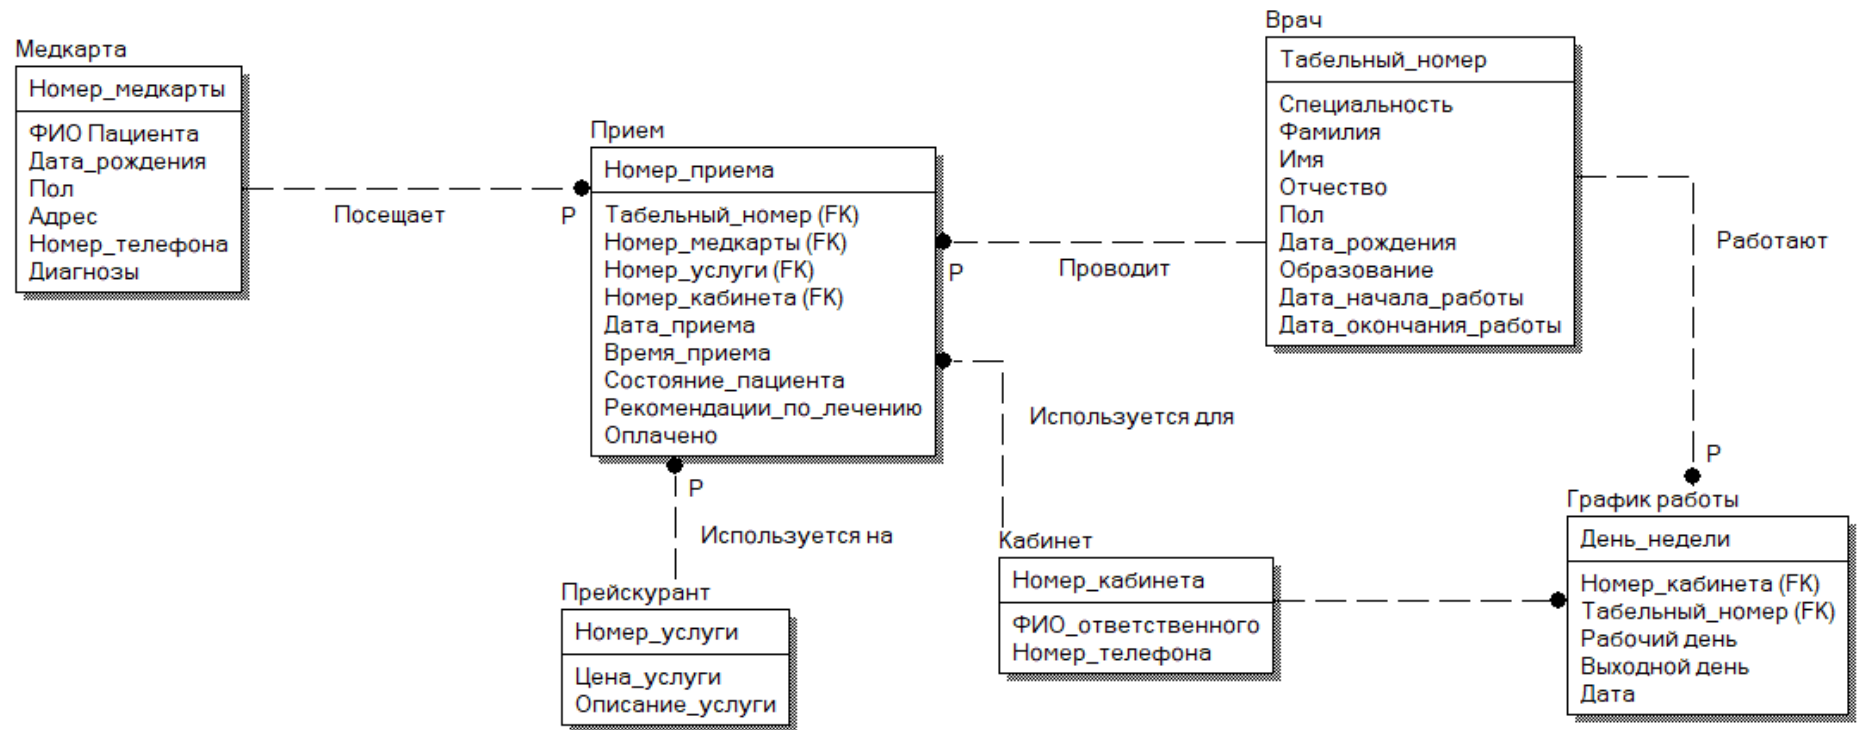 Медкарта
Номер_медкарты
ФИО Пациента
Дата_рождения
Пол
Адрес
Номер_телефона
Диагнозы
Посещает
P
Прием
Номер_приема
Табельный_номер (FK)
Номер_медкарты (FK)
Номер_услуги (FK)
Номер_кабинета (FK)
Дата_приема
Время_приема
Состояние_пациента
Рекомендации_по_лечению
Оплачено
P
Проводит
Врач
Табельный_номер
Специальность
Фамилия
Имя
Отчество
Пол
Дата_рождения
Образование
Дата_начала_работы
Дата_окончания_работы
Работают
P
Используется для
P
Используется на
Прейскурант
Номер_услуги
Цена_услуги
Описание_услуги
Кабинет
Номер_кабинета
ФИО_ответственного
Номер_телефона
График работы
День_недели
Номер_кабинета (FK)
Табельный_номер (FK)
Рабочий день
Выходной день
Дата